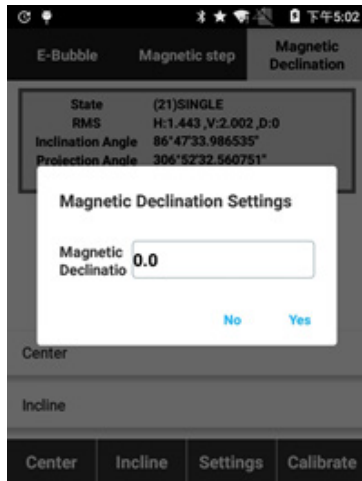 下午5:02
E-Bubble
Magnetic step
Magnetic
Declination
State
(21)SINGLE
RMS
H:1.443 ,V:2.002 ,D:0
Inclination Angle
86°47'33.986535"
Projection Angle
306°52'32.560751"
Magnetic Declination Settings
Magnetic
Declinatio
0.0
No
Yes
Center
Incline
Center
Incline
Settings
Calibrate